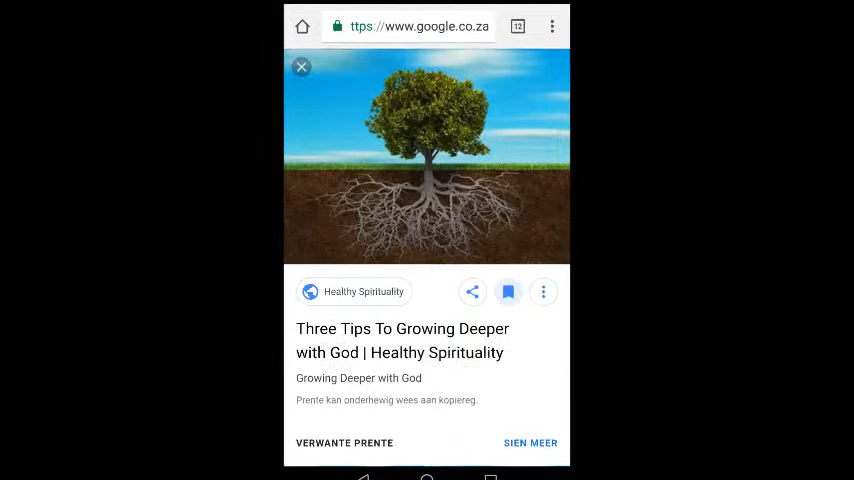 ttps://www.google.co.za
12
Healthy Spirituality
Three Tips To Growing Deeper
with God | Healthy Spirituality
Growing Deeper with God
Prente kan onderhewig wees aan kopiereg.
VERWANTE PRENTE
SIEN MEER